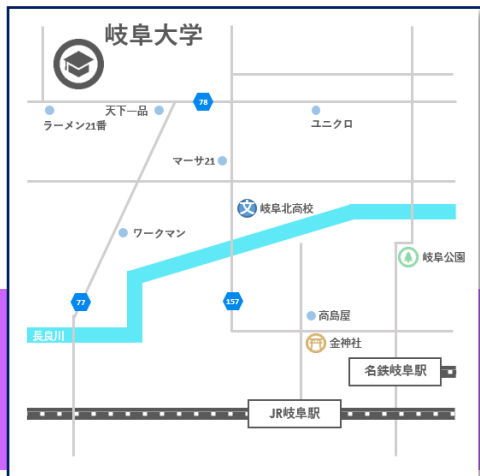 岐阜大学
78
天下一品
ラーメン21番
ユニクロ
マーサ21
文
岐阜北高校
ワークマン
岐阜公園
77
157
高島屋
長良川
金神社
名鉄岐阜駅
JR岐阜駅